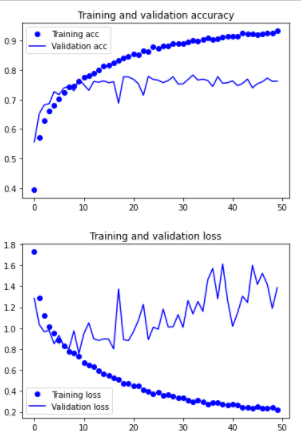 Training and validation accuracy
0.9
0.8
0.7
0.6
0.5
0.4
Training acc
Validation acc
0 10 20 30 40 50
Training and validation loss
1.8
1.6
1.4
1.2
1.0
0.8
0.6
0.4
0.2
Training loss
Validation loss
0 10 20 30 40 50